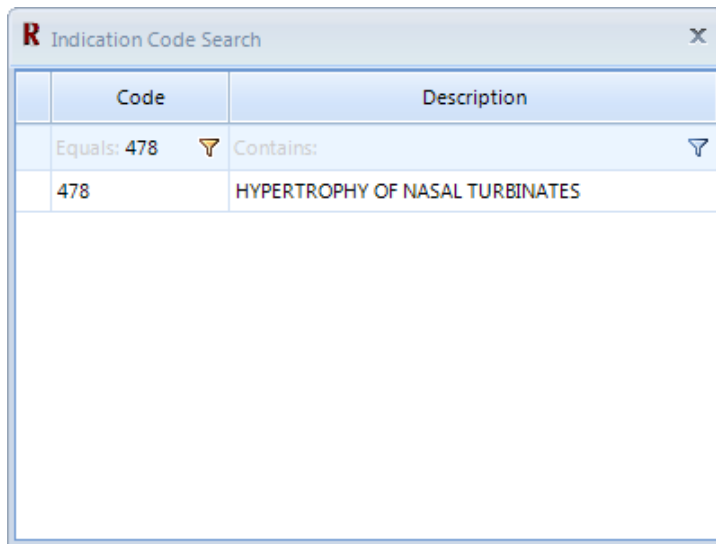 R Indication Code Search x
Code Description
Equals: 478 Contains:
478 HYPERTROPHY OF NASAL TURBINATES